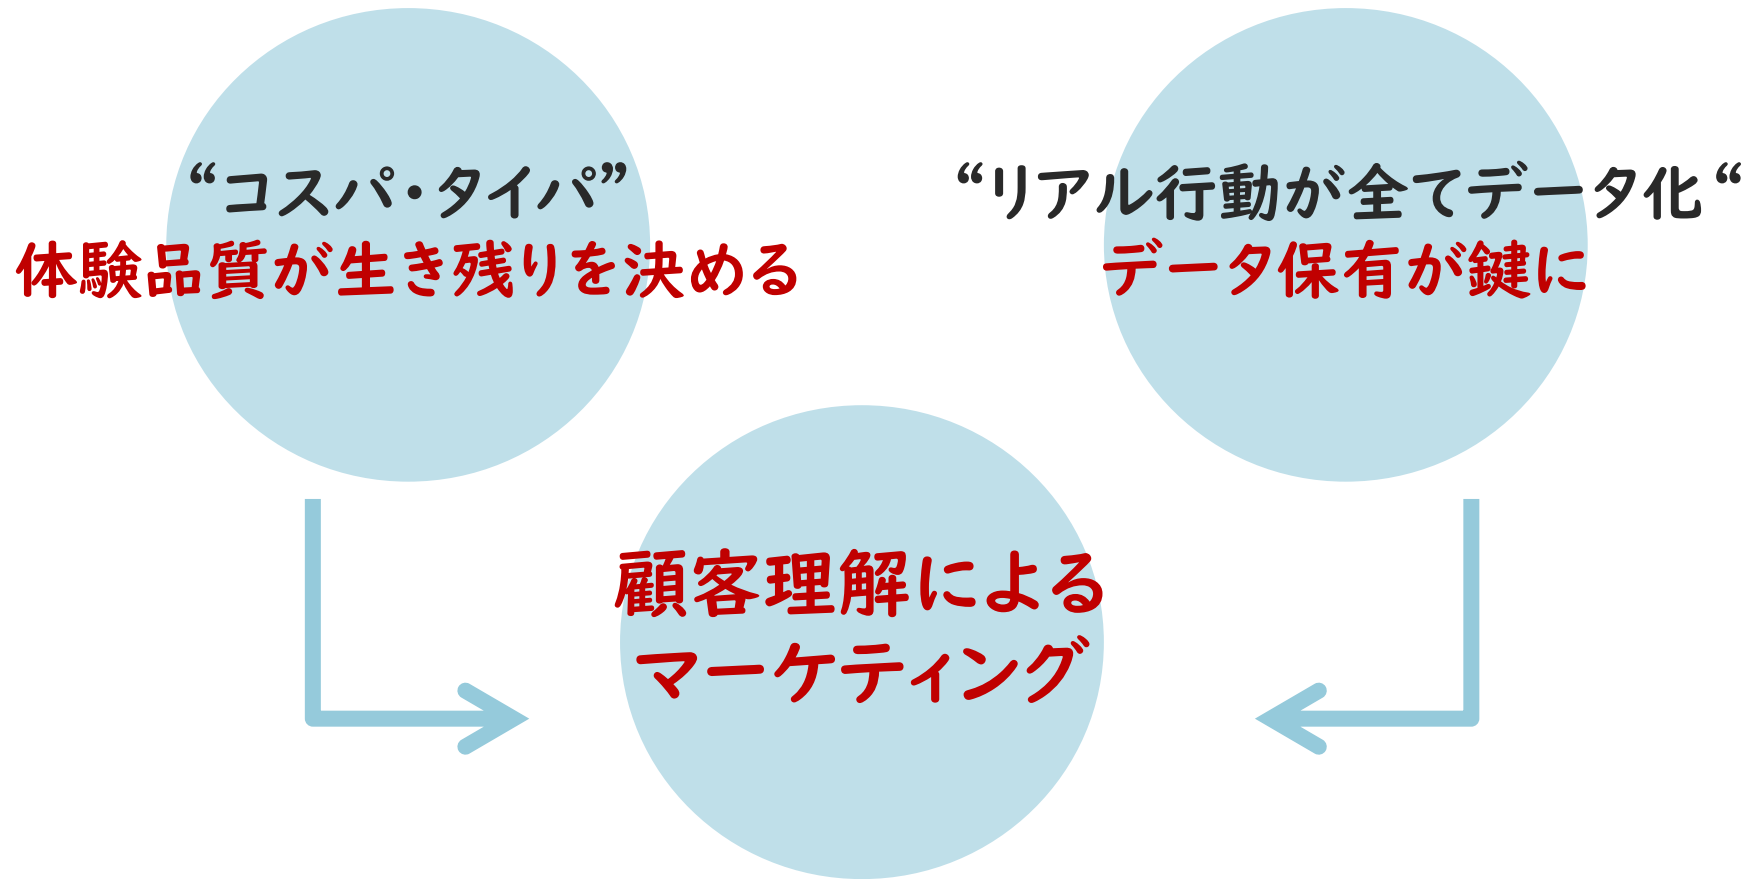 “コスパ・タイパ”
体験品質が生き残りを決める
“リアル行動が全てデータ化“
データ保有が鍵に
顧客理解による
マーケティング